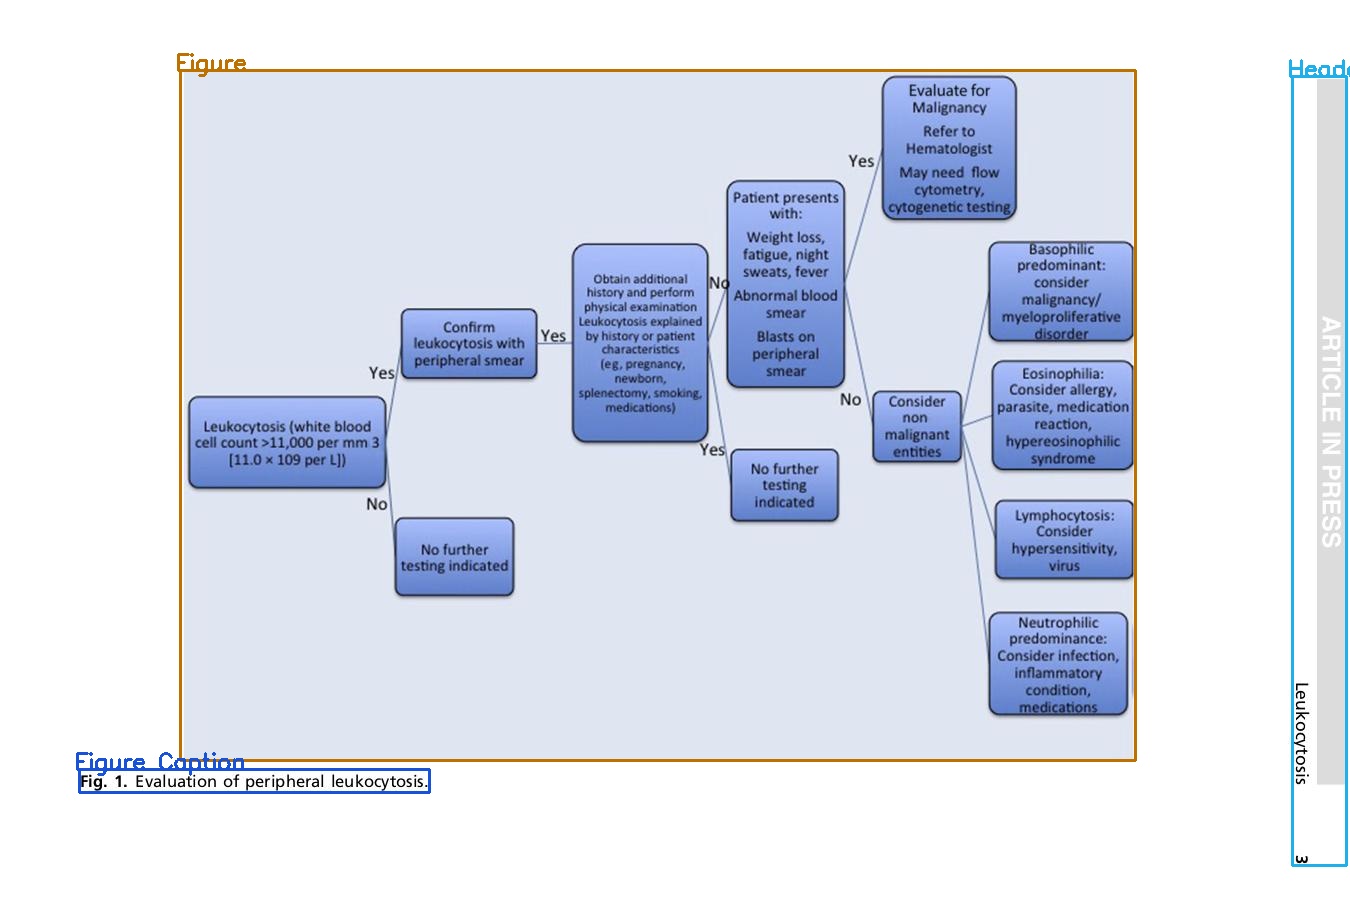 Figure
Evaluate for
Malignancy
Refer to
Hematologist
May need flow
cytometry,
cytogenetic testing
Yes
Patient presents
with:
Weight loss,
fatigue, night
sweats, fever
Abnormal blood
smear
Blasts on
peripheral
smear
No
Obtain additional
history and perform
physical examination
Leukocytosis explained
by history or patient
characteristics
(eg, pregnancy,
newborn,
splenectomy, smoking,
medications)
Yes
Confirm
leukocytosis with
peripheral smear
Yes
Leukocytosis (white blood
cell count >11,000 per mm 3
[11.0 × 109 per L])
No
No further
testing indicated
Yes
No further
testing
indicated
No
Consider
non
malignant
entities
Basophilic
predominant:
consider
malignancy/
myeloproliferative
disorder
Eosinophilia:
Consider allergy,
parasite, medication
reaction,
hypereosinophilic
syndrome
Lymphocytosis:
Consider
hypersensitivity,
virus
Neutrophilic
predominance:
Consider infection,
inflammatory
condition,
medications
Figure Caption
Fig. 1. Evaluation of peripheral leukocytosis.
Heade
ARTICLE IN PRESS
Leukocytosis
3